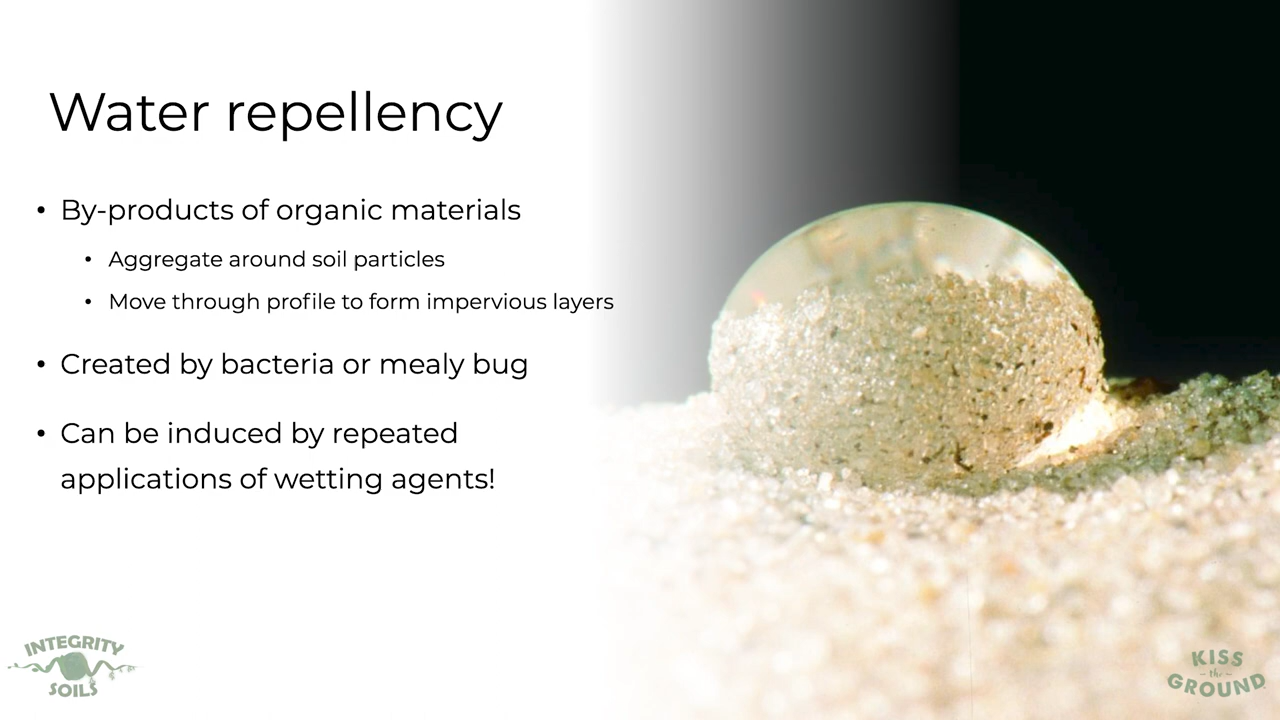 Water repellency
• By-products of organic materials
• Aggregate around soil particles
• Move through profile to form impervious layers
• Created by bacteria or mealy bug
• Can be induced by repeated
applications of wetting agents!
INTEGRITY
SOILS
KISS
the
GROUND